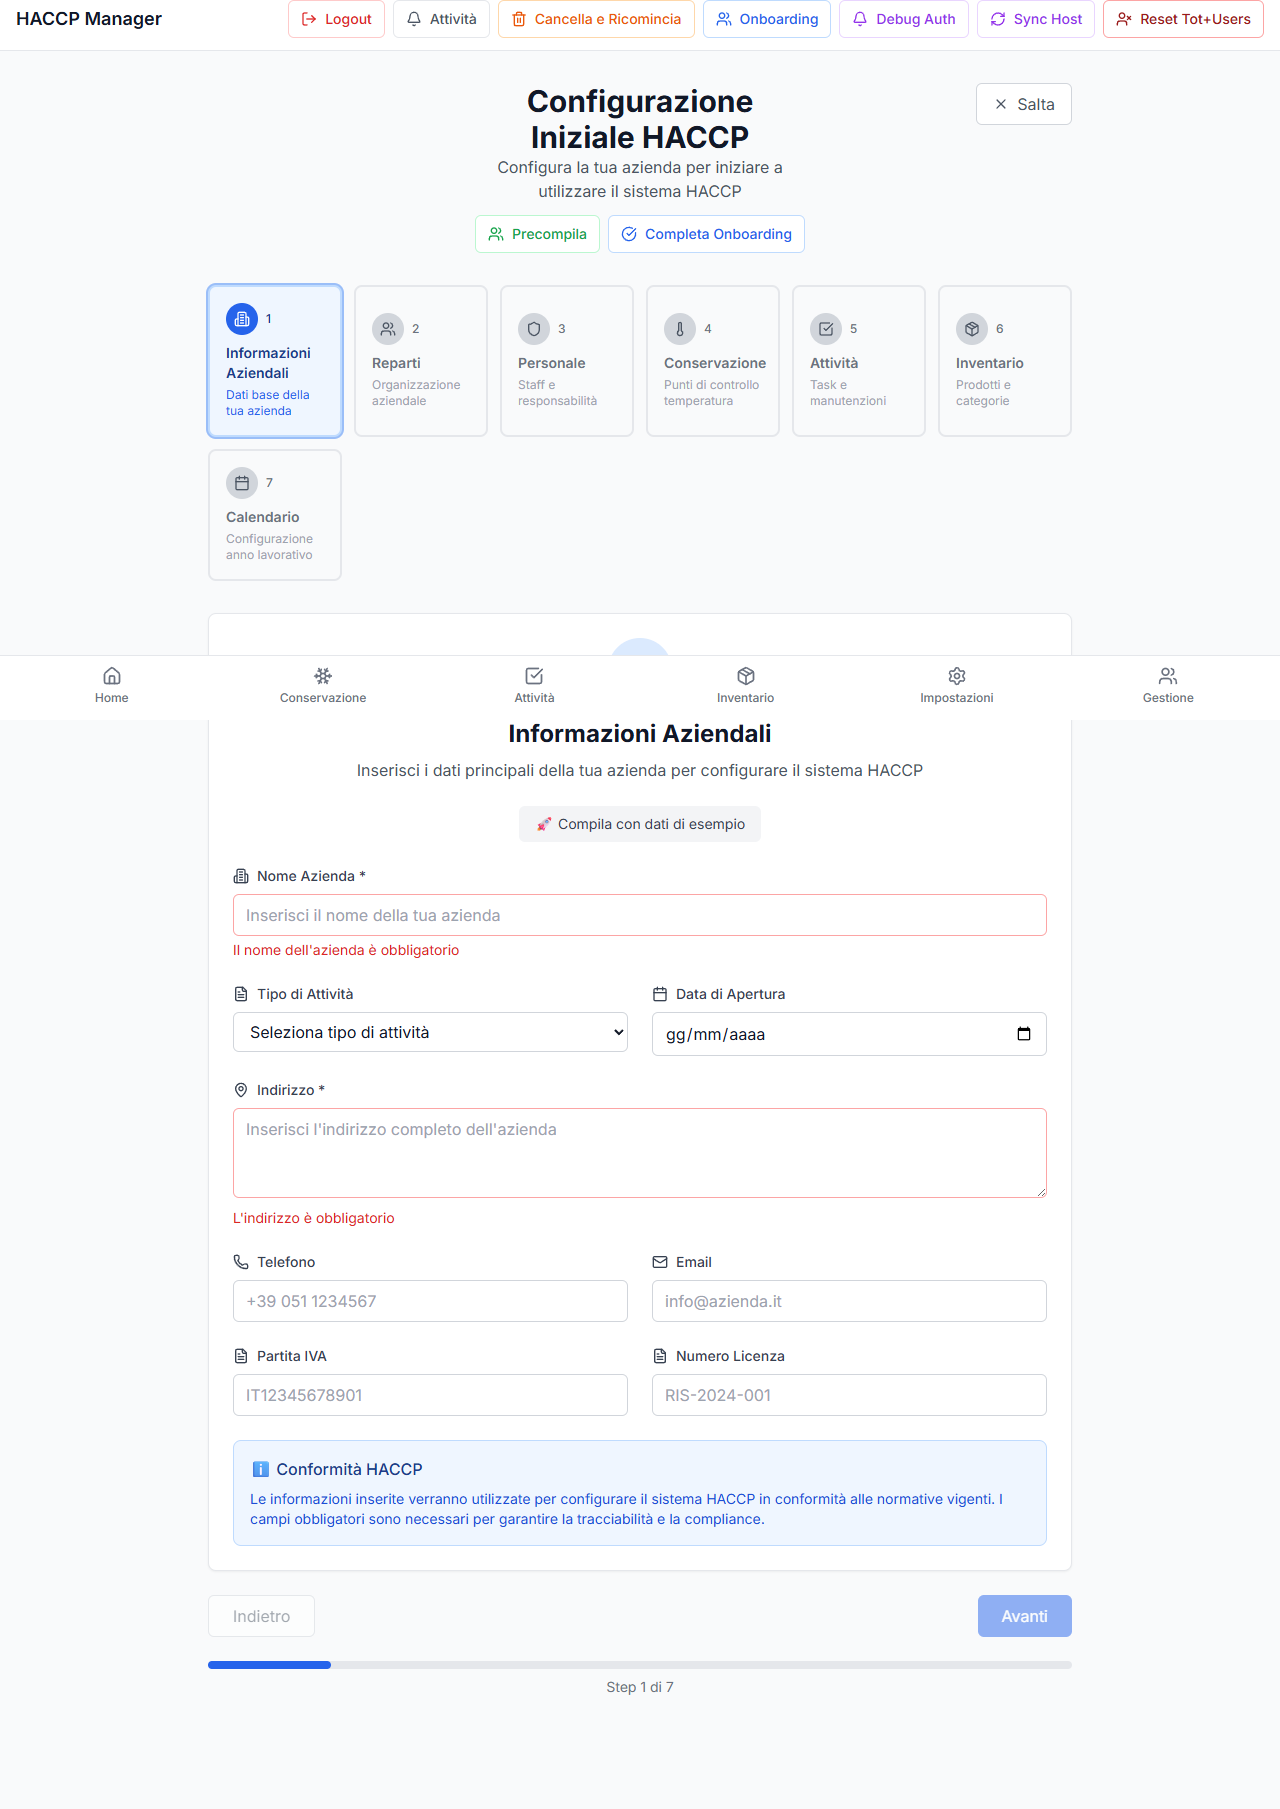 HACCP Manager
Logout
Attività
Cancella e Ricomincia
Onboarding
Debug Auth
Sync Host
Reset Tot+Users
Configurazione
Iniziale HACCP
Salta
Configura la tua azienda per iniziare a
utilizzare il sistema HACCP
Precompila
Completa Onboarding
1
Informazioni
Aziendali
Dati base della
tua azienda
2
Reparti
Organizzazione
aziendale
3
Personale
Staff e
responsabilità
4
Conservazione
Punti di controllo
temperatura
5
Attività
Task e
manutenzioni
6
Inventario
Prodotti e
categorie
7
Calendario
Configurazione
anno lavorativo
Home
Conservazione
Attività
Inventario
Impostazioni
Gestione
Informazioni Aziendali
Inserisci i dati principali della tua azienda per configurare il sistema HACCP
🚀 Compila con dati di esempio
Nome Azienda *
Inserisci il nome della tua azienda
Il nome dell'azienda è obbligatorio
Tipo di Attività
Seleziona tipo di attività
Data di Apertura
gg/mm/aaaa
Indirizzo *
Inserisci l'indirizzo completo dell'azienda
L'indirizzo è obbligatorio
Telefono
+39 051 1234567
Email
info@azienda.it
Partita IVA
IT12345678901
Numero Licenza
RIS-2024-001
ℹ️ Conformità HACCP
Le informazioni inserite verranno utilizzate per configurare il sistema HACCP in conformità alle normative vigenti. I
campi obbligatori sono necessari per garantire la tracciabilità e la compliance.
Indietro
Avanti
Step 1 di 7